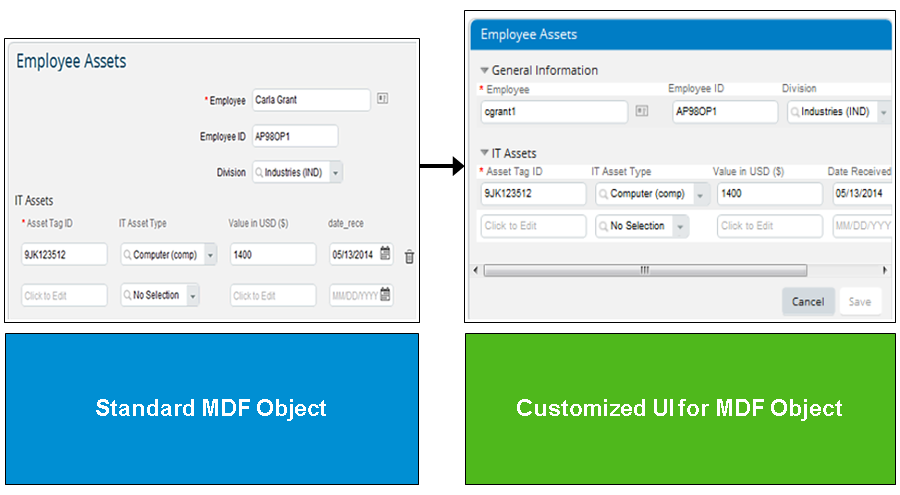 Employee Assets
* Employee Carla Grant
Employee ID AP98OP1
Division Industries (IND)
IT Assets
* Asset Tag ID IT Asset Type Value in USD ($) date_rece
9JK123512 Computer (comp) 1400 05/13/2014
Click to Edit No Selection Click to Edit MM/DD/YYYY
Employee Assets
General Information
* Employee Employee ID Division
cgrant1 AP98OP1 Industries (IND)
IT Assets
* Asset Tag ID IT Asset Type Value in USD ($) Date Received
9JK123512 Computer (comp) 1400 05/13/2014
Click to Edit No Selection Click to Edit MM/DD/YYYY
Cancel Save
Standard MDF Object
Customized UI for MDF Object